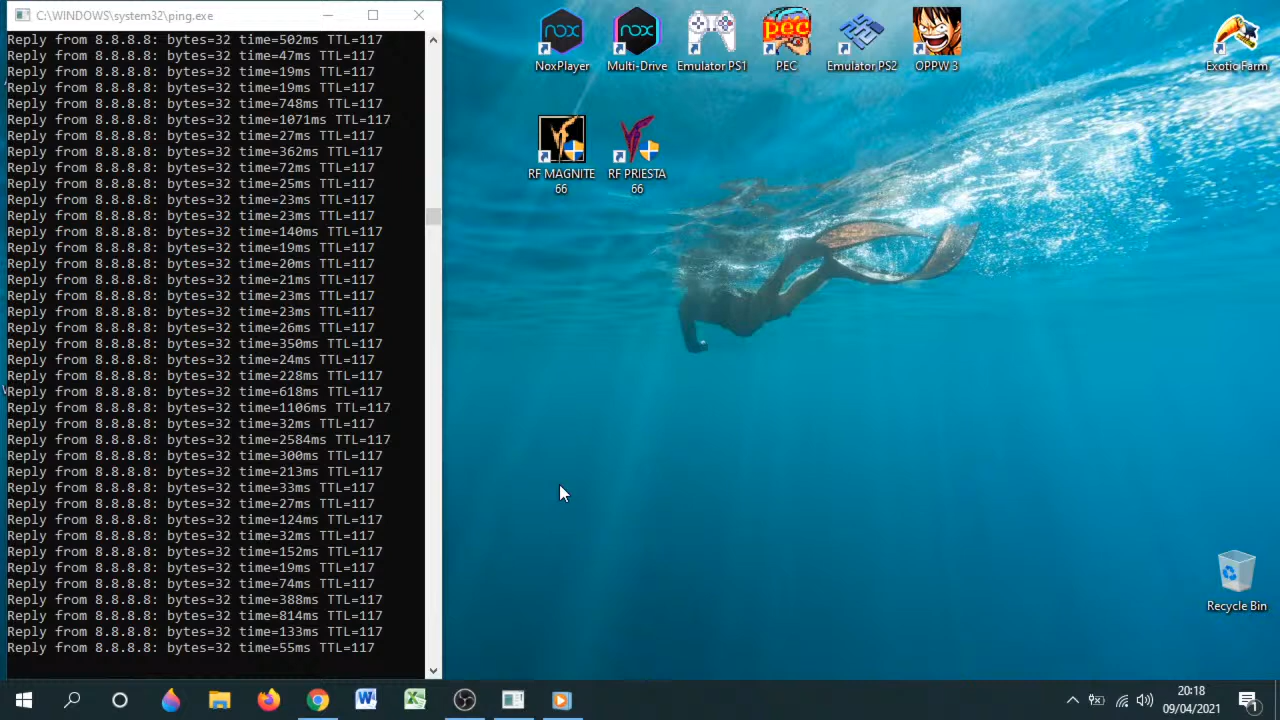 C:\WINDOWS\system32\ping.exe
Reply from 8.8.8.8: bytes=32 time=502ms TTL=117
Reply from 8.8.8.8: bytes=32 time=47ms TTL=117
Reply from 8.8.8.8: bytes=32 time=19ms TTL=117
Reply from 8.8.8.8: bytes=32 time=19ms TTL=117
Reply from 8.8.8.8: bytes=32 time=748ms TTL=117
Reply from 8.8.8.8: bytes=32 time=1071ms TTL=117
Reply from 8.8.8.8: bytes=32 time=27ms TTL=117
Reply from 8.8.8.8: bytes=32 time=362ms TTL=117
Reply from 8.8.8.8: bytes=32 time=72ms TTL=117
Reply from 8.8.8.8: bytes=32 time=25ms TTL=117
Reply from 8.8.8.8: bytes=32 time=23ms TTL=117
Reply from 8.8.8.8: bytes=32 time=23ms TTL=117
Reply from 8.8.8.8: bytes=32 time=140ms TTL=117
Reply from 8.8.8.8: bytes=32 time=19ms TTL=117
Reply from 8.8.8.8: bytes=32 time=20ms TTL=117
Reply from 8.8.8.8: bytes=32 time=21ms TTL=117
Reply from 8.8.8.8: bytes=32 time=23ms TTL=117
Reply from 8.8.8.8: bytes=32 time=23ms TTL=117
Reply from 8.8.8.8: bytes=32 time=26ms TTL=117
Reply from 8.8.8.8: bytes=32 time=350ms TTL=117
Reply from 8.8.8.8: bytes=32 time=24ms TTL=117
Reply from 8.8.8.8: bytes=32 time=228ms TTL=117
Reply from 8.8.8.8: bytes=32 time=618ms TTL=117
Reply from 8.8.8.8: bytes=32 time=1106ms TTL=117
Reply from 8.8.8.8: bytes=32 time=32ms TTL=117
Reply from 8.8.8.8: bytes=32 time=2584ms TTL=117
Reply from 8.8.8.8: bytes=32 time=300ms TTL=117
Reply from 8.8.8.8: bytes=32 time=213ms TTL=117
Reply from 8.8.8.8: bytes=32 time=33ms TTL=117
Reply from 8.8.8.8: bytes=32 time=27ms TTL=117
Reply from 8.8.8.8: bytes=32 time=124ms TTL=117
Reply from 8.8.8.8: bytes=32 time=32ms TTL=117
Reply from 8.8.8.8: bytes=32 time=152ms TTL=117
Reply from 8.8.8.8: bytes=32 time=19ms TTL=117
Reply from 8.8.8.8: bytes=32 time=74ms TTL=117
Reply from 8.8.8.8: bytes=32 time=388ms TTL=117
Reply from 8.8.8.8: bytes=32 time=814ms TTL=117
Reply from 8.8.8.8: bytes=32 time=133ms TTL=117
Reply from 8.8.8.8: bytes=32 time=55ms TTL=117
nox nox pec
NoxPlayer Multi-Drive Emulator PS1 PEC Emulator PS2 OPPW 3 Exotic Farm
RF MAGNITE RF PRIESTA
66 66
Recycle Bin
20:18
09/04/2021
1